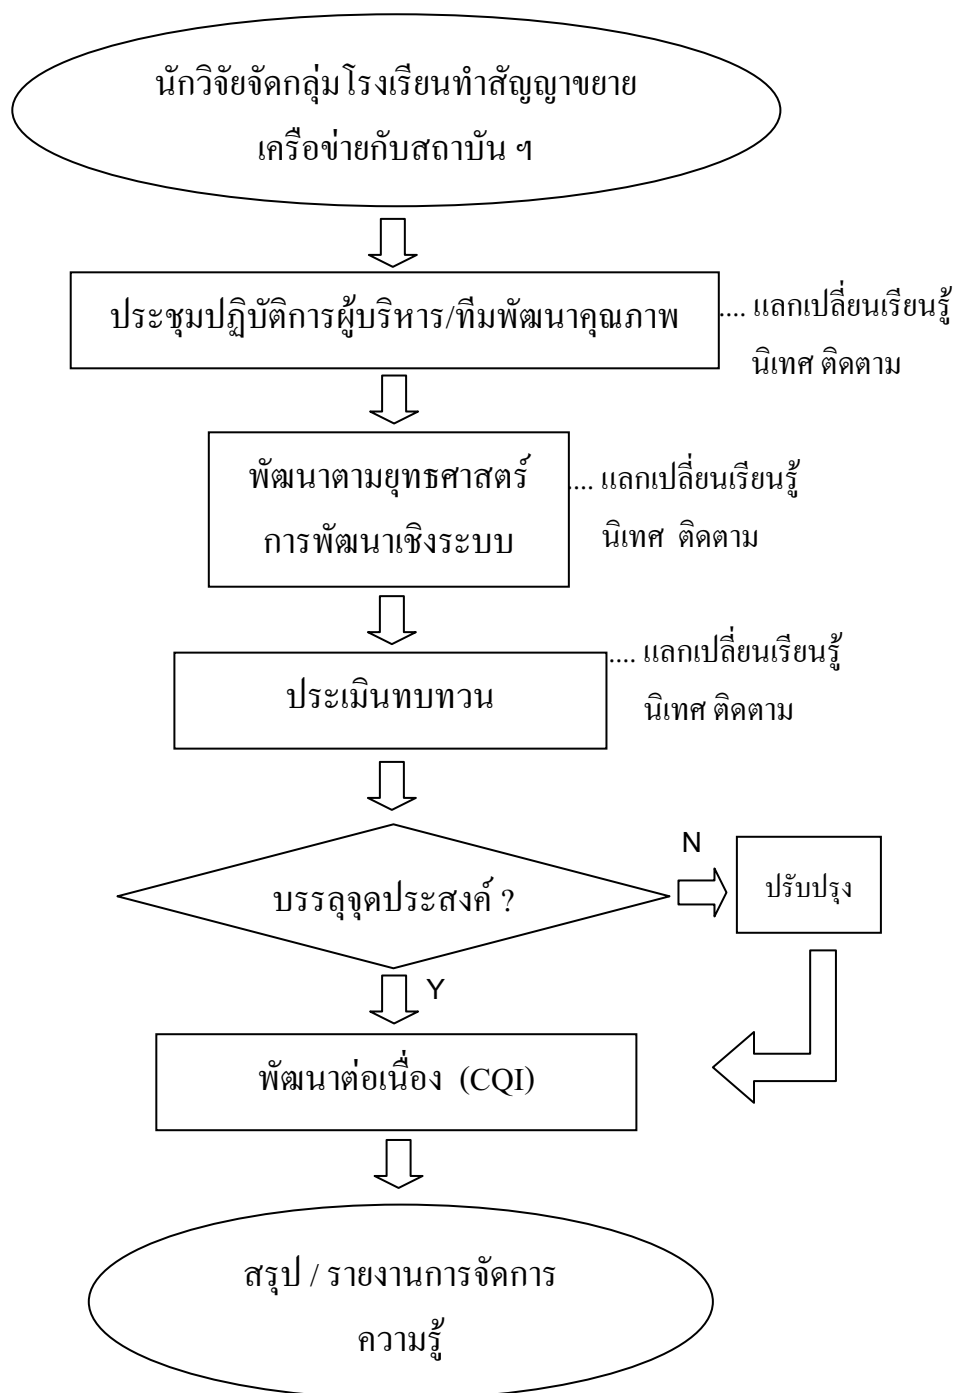 นักวิจัยจัดกลุ่มโรงเรียนทำสัญญาขยาย
เครือข่ายกับสถาบัน ฯ
ประชุมปฏิบัติการผู้บริหาร/ทีมพัฒนาคุณภาพ
.... แลกเปลี่ยนเรียนรู้
นิเทศ ติดตาม
พัฒนาตามยุทธศาสตร์
การพัฒนาเชิงระบบ
.... แลกเปลี่ยนเรียนรู้
นิเทศ ติดตาม
ประเมินทบทวน
.... แลกเปลี่ยนเรียนรู้
นิเทศ ติดตาม
บรรลุจุดประสงค์ ?
N
ปรับปรุง
Y
พัฒนาต่อเนื่อง (CQI)
สรุป / รายงานการจัดการ
ความรู้